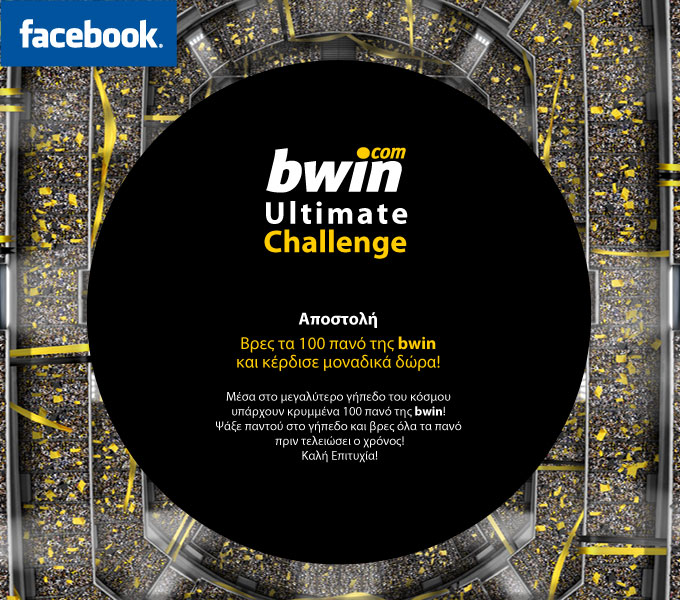 facebook.
bwin.com
Ultimate
Challenge
Αποστολή
Βρες τα 100 πανό της bwin
και κέρδισε μοναδικά δώρα!
Μέσα στο μεγαλύτερο γήπεδο του κόσμου
υπάρχουν κρυμμένα 100 πανό της bwin!
Ψάξε παντού στο γήπεδο και βρες όλα τα πανό
πριν τελειώσει ο χρόνος!
Καλή Επιτυχία!